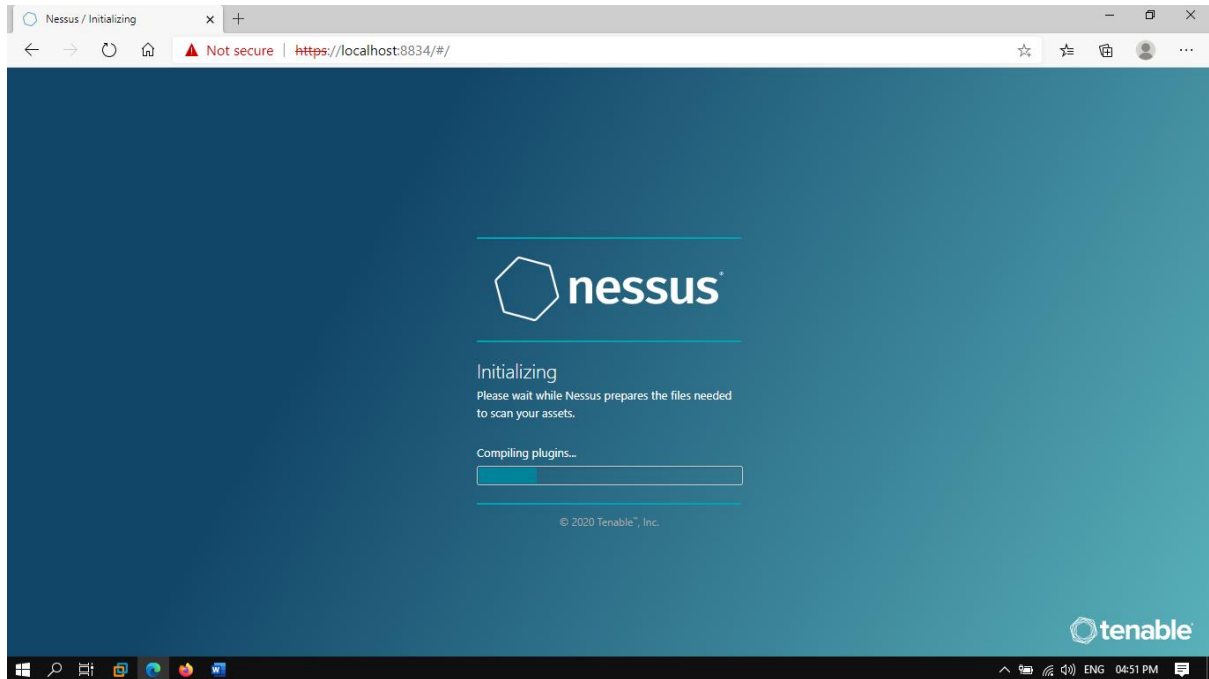 Nessus / Initializing
Not secure
https://localhost:8834/#/
nessus
Initializing
Please wait while Nessus prepares the files needed
to scan your assets.
Compiling plugins...
© 2020 Tenable™, Inc.
tenable
ENG 04:51 PM